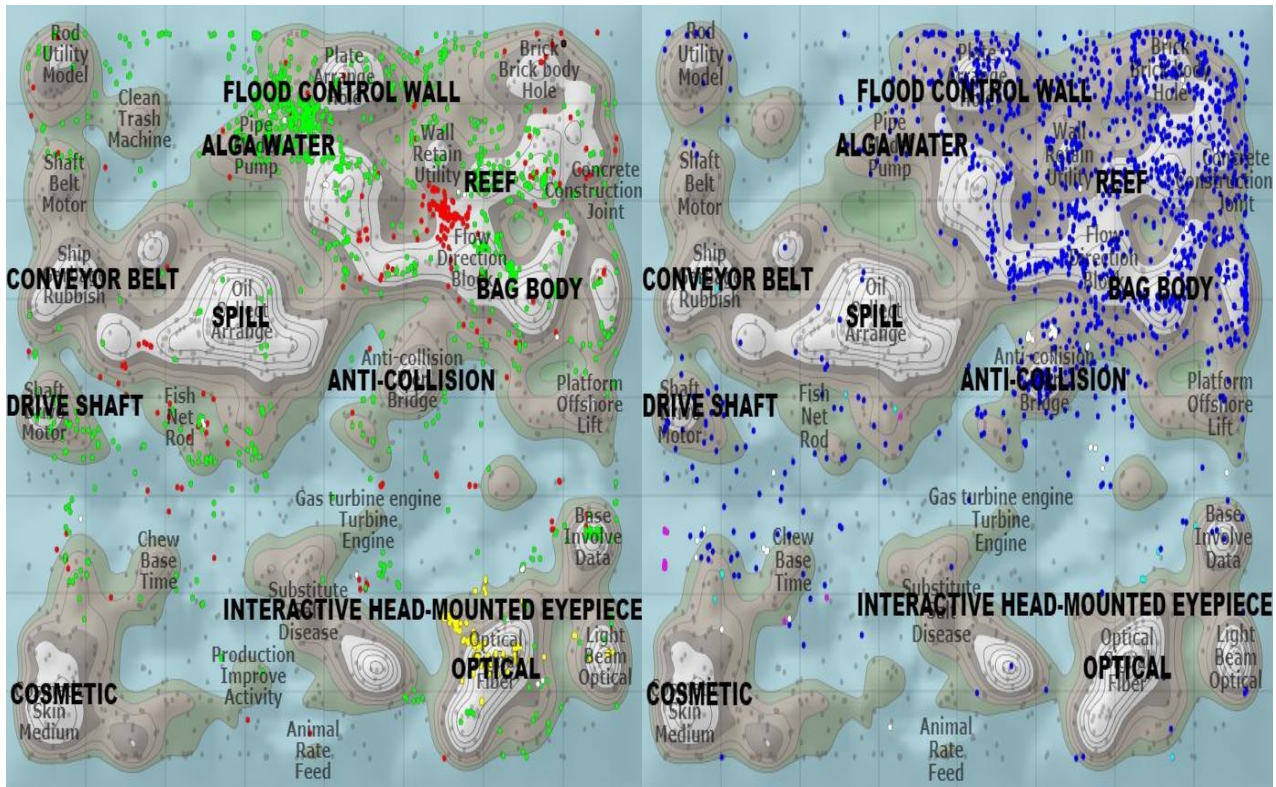 Rod
Utility
Model
Plate
Arrange
Hole
Brick
Brick body
Hole
FLOOD CONTROL WALL
Clean
Trash
Machine
Pipe
Pump
ALGA WATER
Wall
Retain
Utility
Shaft
Belt
Motor
REEF
Concrete
Construction
Joint
Flow
Direction
Block
Ship
Rubbish
CONVEYOR BELT
BAG BODY
Oil
Arrange
SPILL
Anti-collision
Bridge
ANTI-COLLISION
Platform
Offshore
Lift
Shaft
Motor
DRIVE SHAFT
Fish
Net
Rod
Gas turbine engine
Turbine
Engine
Base
Involve
Data
Chew
Base
Time
Substitute
Disease
INTERACTIVE HEAD-MOUNTED EYEPIECE
Optical
Fiber
OPTICAL
Light
Beam
Optical
Production
Improve
Activity
COSMETIC
Skin
Medium
Animal
Rate
Feed
Rod
Utility
Model
Plate
Arrange
Hole
Brick
Brick body
Hole
FLOOD CONTROL WALL
Pipe
Pump
ALGA WATER
Wall
Retain
Utility
Shaft
Belt
Motor
REEF
Concrete
Construction
Joint
Flow
Direction
Block
Ship
Rubbish
CONVEYOR BELT
BAG BODY
Oil
Arrange
SPILL
Anti-collision
Bridge
ANTI-COLLISION
Platform
Offshore
Lift
Shaft
Motor
DRIVE SHAFT
Fish
Net
Rod
Gas turbine engine
Turbine
Engine
Base
Involve
Data
Chew
Base
Time
Substitute
Disease
INTERACTIVE HEAD-MOUNTED EYEPIECE
Optical
Fiber
OPTICAL
Light
Beam
Optical
COSMETIC
Skin
Medium
Animal
Rate
Feed